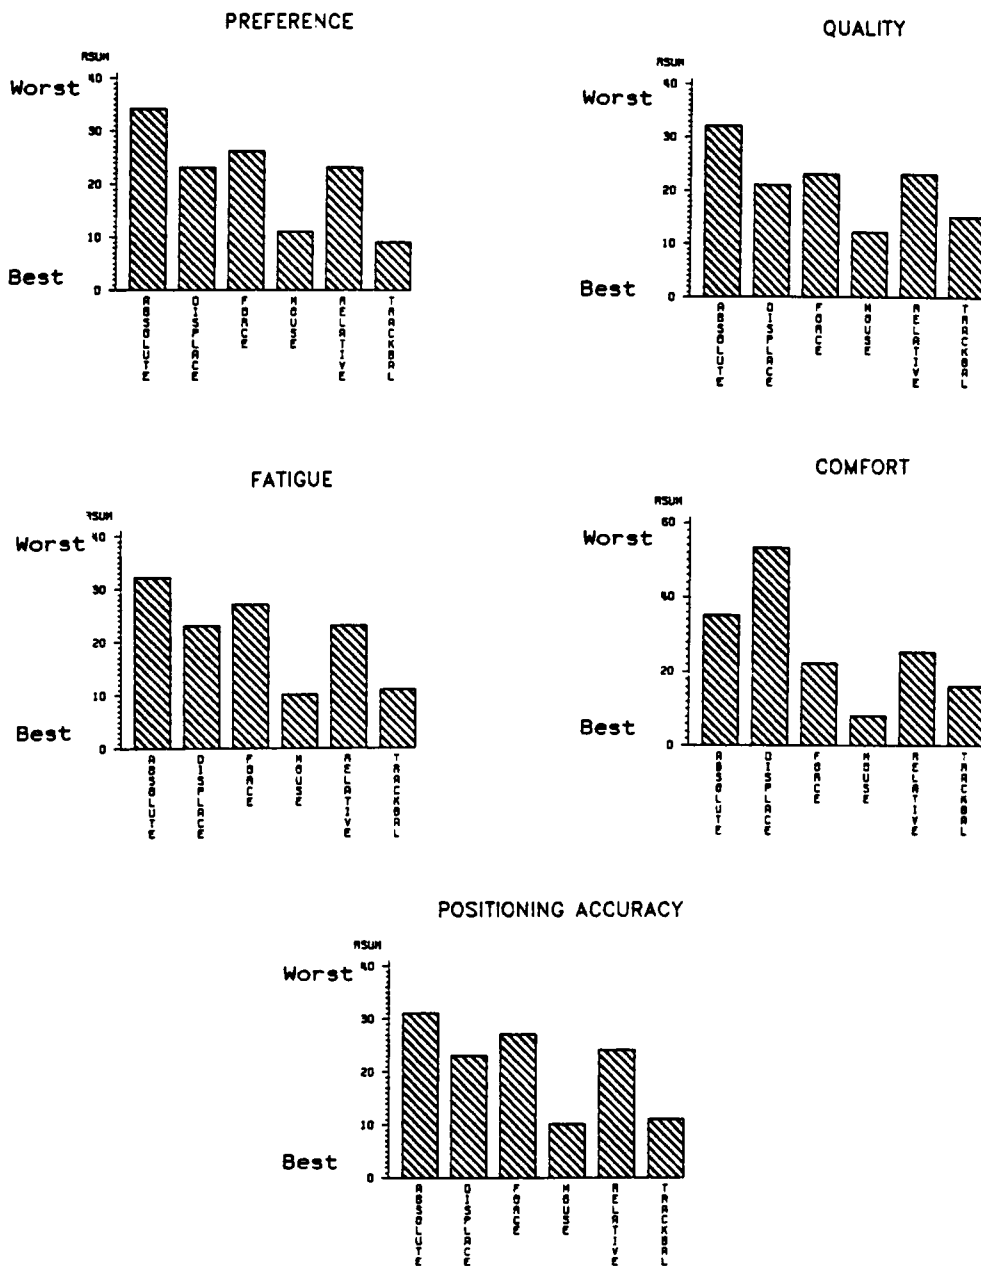 PREFERENCE
RSUM
Worst
40
30
20
10
Best
0
ABSOLUTE
DISPLACE
FORCE
MOUSE
RELATIVE
TRACKBAL
QUALITY
RSUM
Worst
40
30
20
10
Best
0
ABSOLUTE
DISPLACE
FORCE
MOUSE
RELATIVE
TRACKBAL
FATIGUE
RSUM
Worst
40
30
20
10
Best
0
ABSOLUTE
DISPLACE
FORCE
MOUSE
RELATIVE
TRACKBAL
COMFORT
RSUM
Worst
60
40
20
Best
0
ABSOLUTE
DISPLACE
FORCE
MOUSE
RELATIVE
TRACKBAL
POSITIONING ACCURACY
RSUM
Worst
40
30
20
10
Best
0
ABSOLUTE
DISPLACE
FORCE
MOUSE
RELATIVE
TRACKBAL